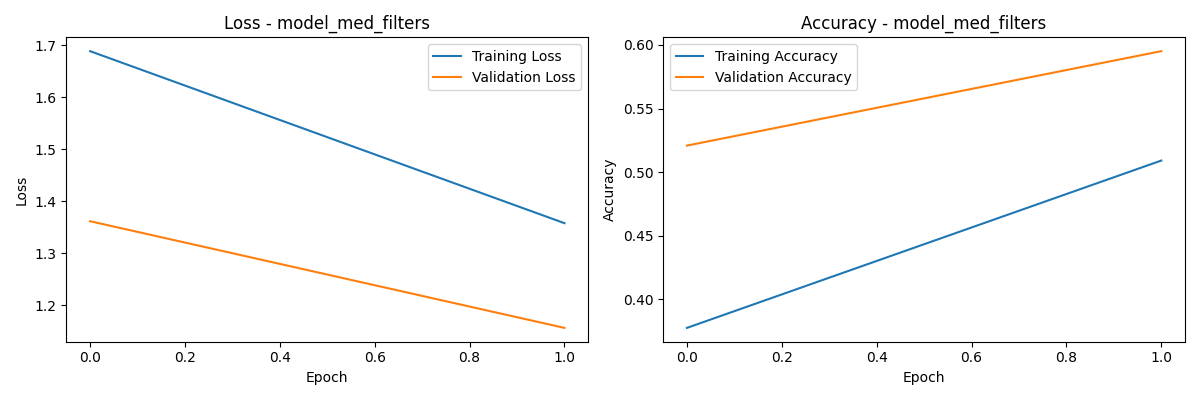 Loss - model_med_filters
1.7
1.6
1.5
1.4
1.3
1.2
Loss
Training Loss
Validation Loss
0.0 0.2 0.4 0.6 0.8 1.0
Epoch
Accuracy - model_med_filters
0.60
0.55
0.50
0.45
0.40
Accuracy
Training Accuracy
Validation Accuracy
0.0 0.2 0.4 0.6 0.8 1.0
Epoch